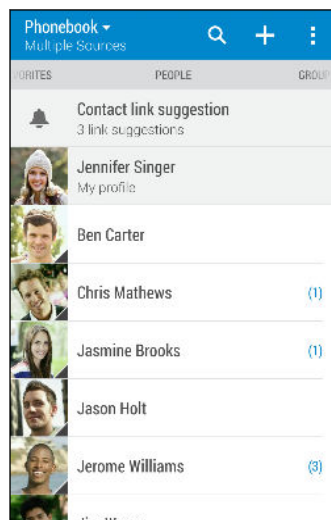 Phonebook
Multiple Sources
ORITES PEOPLE GROUP
Contact link suggestion
3 link suggestions
Jennifer Singer
My profile
Ben Carter
Chris Mathews (1)
Jasmine Brooks (1)
Jason Holt
Jerome Williams (3)